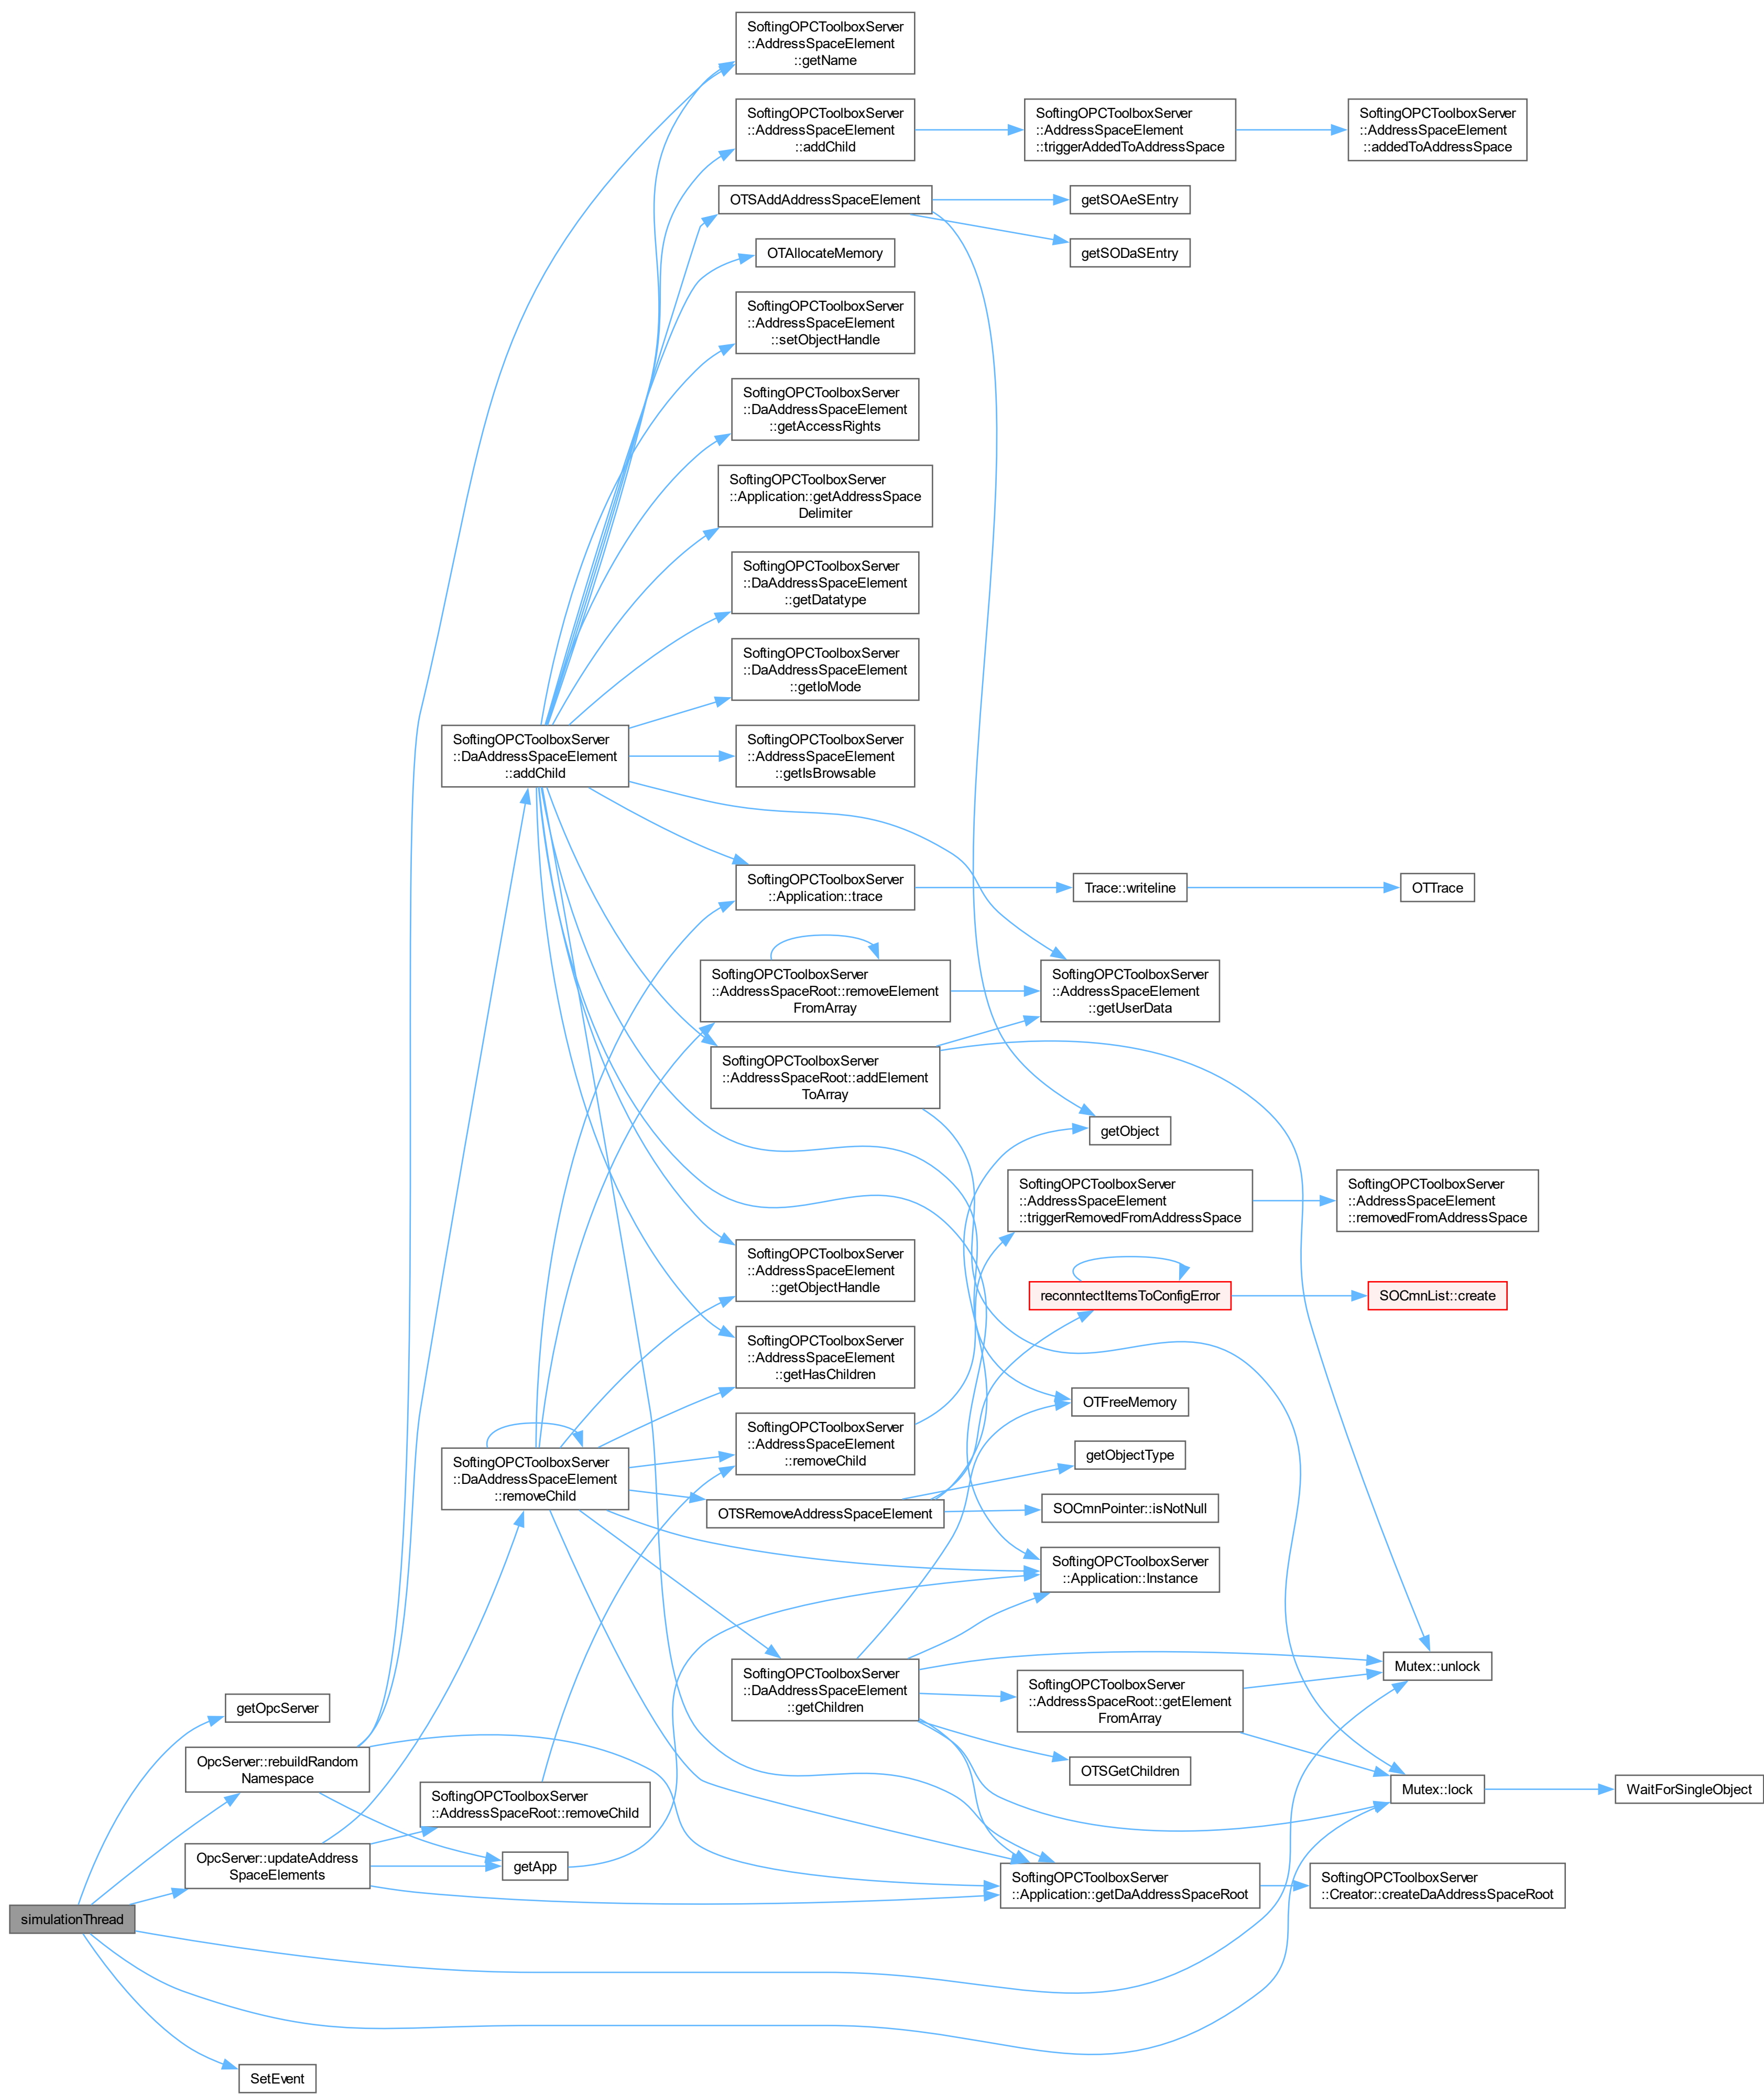 SoftingOPCToolboxServer
::AddressSpaceElement
::getName
SoftingOPCToolboxServer
::AddressSpaceElement
::addChild
SoftingOPCToolboxServer
::AddressSpaceElement
::triggerAddedToAddressSpace
SoftingOPCToolboxServer
::AddressSpaceElement
::addedToAddressSpace
OTSAddAddressSpaceElement
getSOAeSEntry
getSODaSEntry
OTAllocateMemory
SoftingOPCToolboxServer
::AddressSpaceElement
::setObjectHandle
SoftingOPCToolboxServer
::DaAddressSpaceElement
::getAccessRights
SoftingOPCToolboxServer
::Application::getAddressSpace
Delimiter
SoftingOPCToolboxServer
::DaAddressSpaceElement
::getDatatype
SoftingOPCToolboxServer
::DaAddressSpaceElement
::getIoMode
SoftingOPCToolboxServer
::DaAddressSpaceElement
::addChild
SoftingOPCToolboxServer
::AddressSpaceElement
::getIsBrowsable
SoftingOPCToolboxServer
::Application::trace
Trace::writeline
OTTrace
SoftingOPCToolboxServer
::AddressSpaceRoot::removeElement
FromArray
SoftingOPCToolboxServer
::AddressSpaceElement
::getUserData
SoftingOPCToolboxServer
::AddressSpaceRoot::addElement
ToArray
getObject
SoftingOPCToolboxServer
::AddressSpaceElement
::triggerRemovedFromAddressSpace
SoftingOPCToolboxServer
::AddressSpaceElement
::removedFromAddressSpace
SoftingOPCToolboxServer
::AddressSpaceElement
::getObjectHandle
reconntectItemsToConfigError
SOCmnList::create
SoftingOPCToolboxServer
::AddressSpaceElement
::getHasChildren
OTFreeMemory
SoftingOPCToolboxServer
::AddressSpaceElement
::removeChild
getObjectType
SoftingOPCToolboxServer
::DaAddressSpaceElement
::removeChild
OTSRemoveAddressSpaceElement
SOCmnPointer::isNotNull
SoftingOPCToolboxServer
::Application::Instance
SoftingOPCToolboxServer
::DaAddressSpaceElement
::getChildren
Mutex::unlock
SoftingOPCToolboxServer
::AddressSpaceRoot::getElement
FromArray
getOpcServer
OpcServer::rebuildRandom
Namespace
OTSGetChildren
Mutex::lock
WaitForSingleObject
SoftingOPCToolboxServer
::AddressSpaceRoot::removeChild
OpcServer::updateAddress
SpaceElements
getApp
SoftingOPCToolboxServer
::Application::getDaAddressSpaceRoot
SoftingOPCToolboxServer
::Creator::createDaAddressSpaceRoot
simulationThread
SetEvent